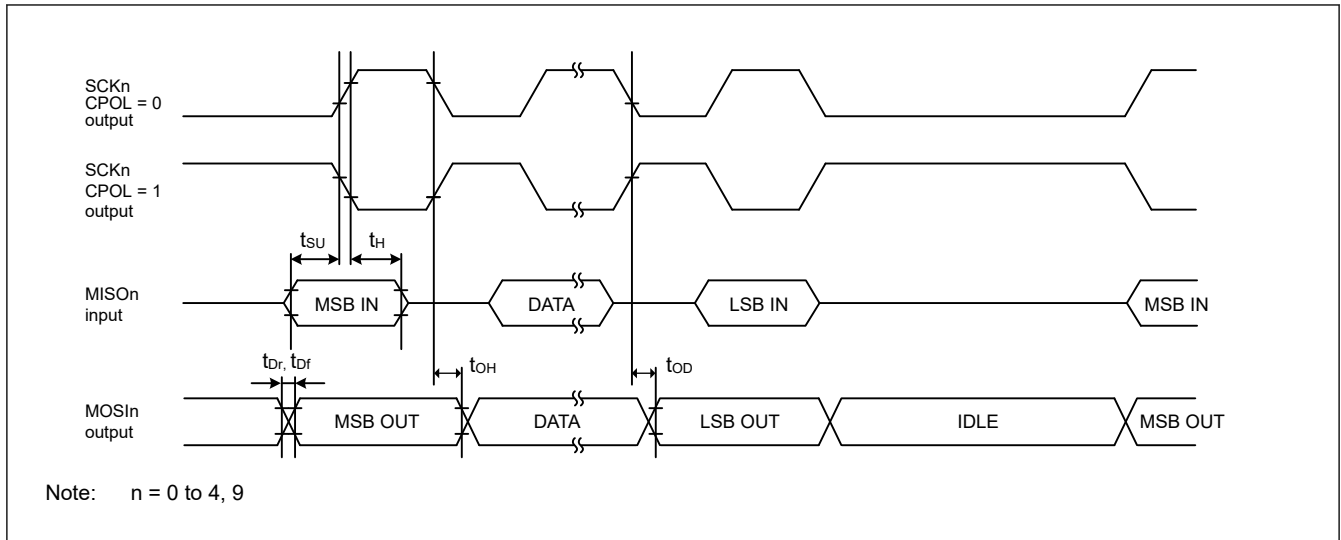 SCKn
CPOL = 0
output
SCKn
CPOL = 1
output
tSU
tH
MISOn
input
MSB IN
DATA
LSB IN
MSB IN
tDr, tDf
tOH
tOD
MOSIn
output
MSB OUT
DATA
LSB OUT
IDLE
MSB OUT
Note: n = 0 to 4, 9